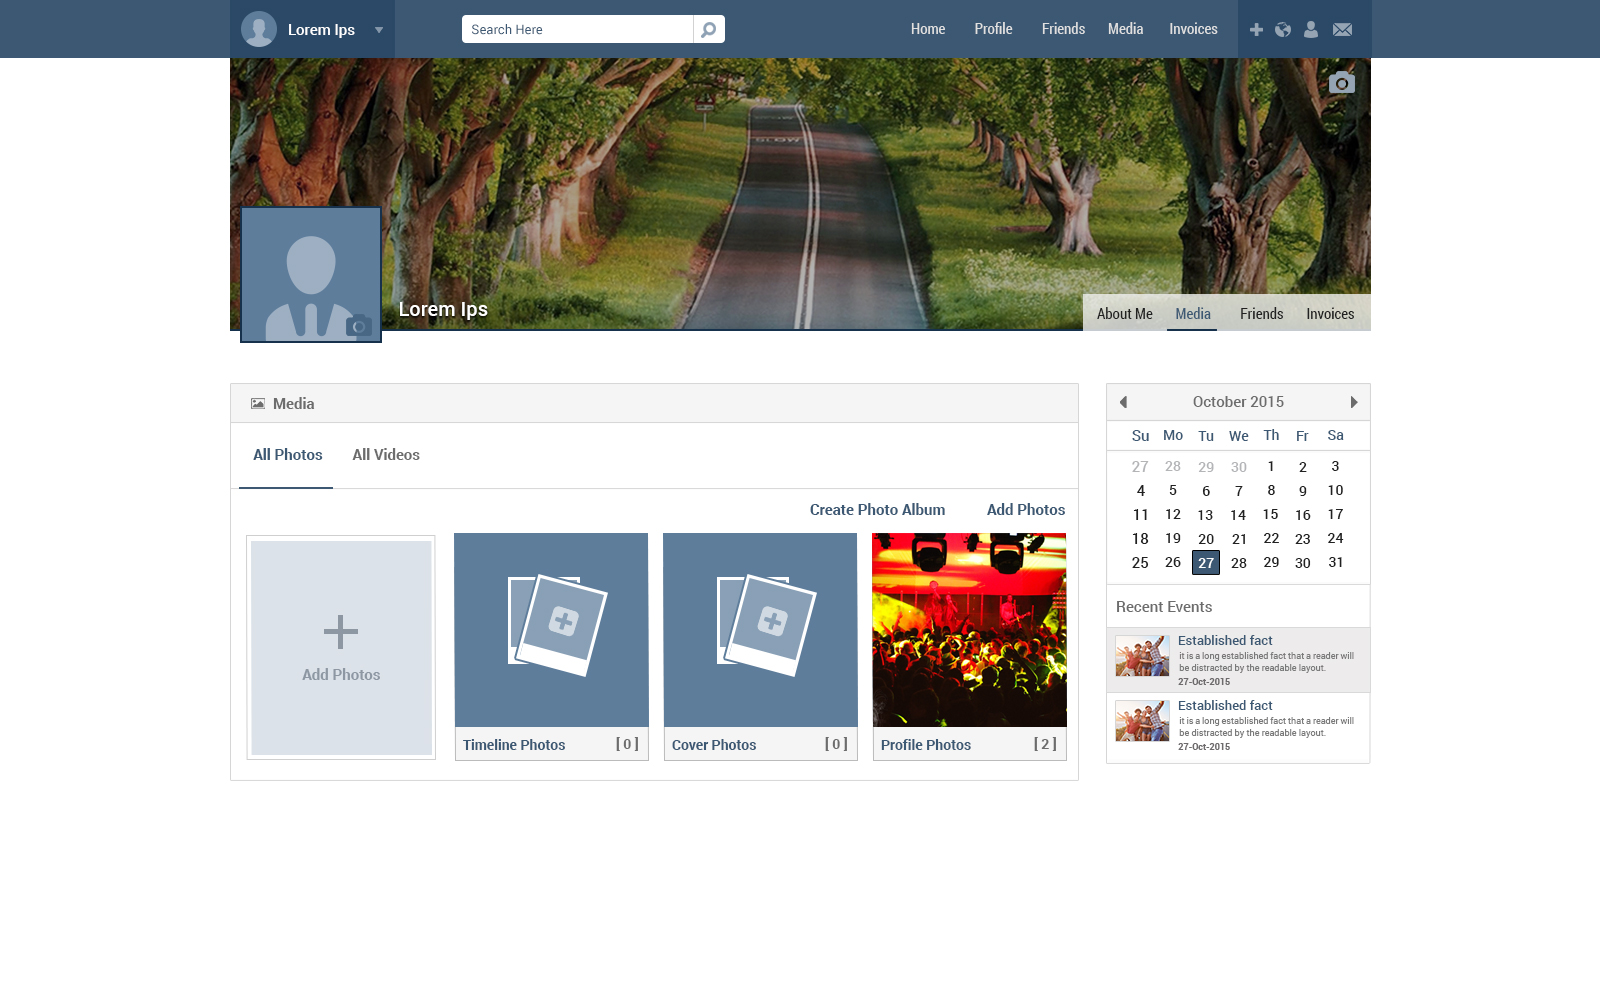 Lorem Ips
Search Here
Home Profile Friends Media Invoices
SLOW
Lorem Ips
About Me Media Friends Invoices
Media
All Photos All Videos
Create Photo Album Add Photos
Add Photos
Timeline Photos [ 0 ]
Cover Photos [ 0 ]
Profile Photos [ 2 ]
October 2015
Su Mo Tu We Th Fr Sa
27 28 29 30 1 2 3
4 5 6 7 8 9 10
11 12 13 14 15 16 17
18 19 20 21 22 23 24
25 26 27 28 29 30 31
Recent Events
Established fact
it is a long established fact that a reader will
be distracted by the readable layout.
27-Oct-2015
Established fact
it is a long established fact that a reader will
be distracted by the readable layout.
27-Oct-2015